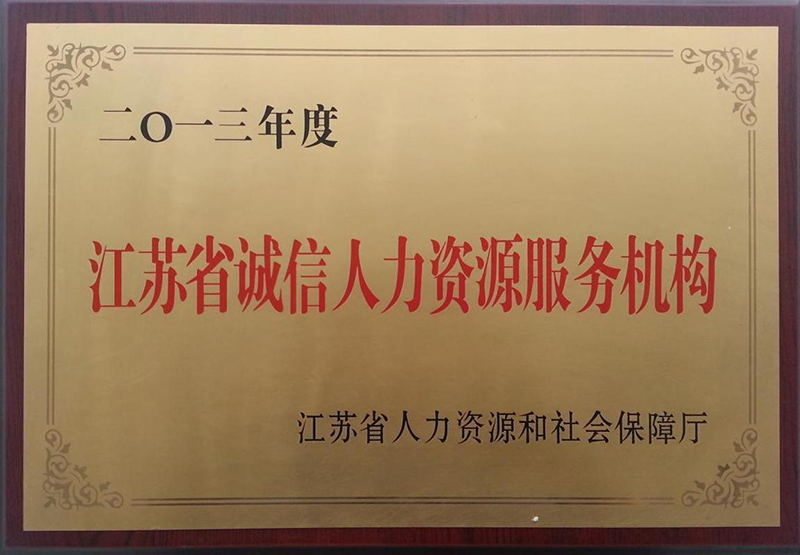 二〇一三年度
江苏省诚信人力资源服务机构
江苏省人力资源和社会保障厅